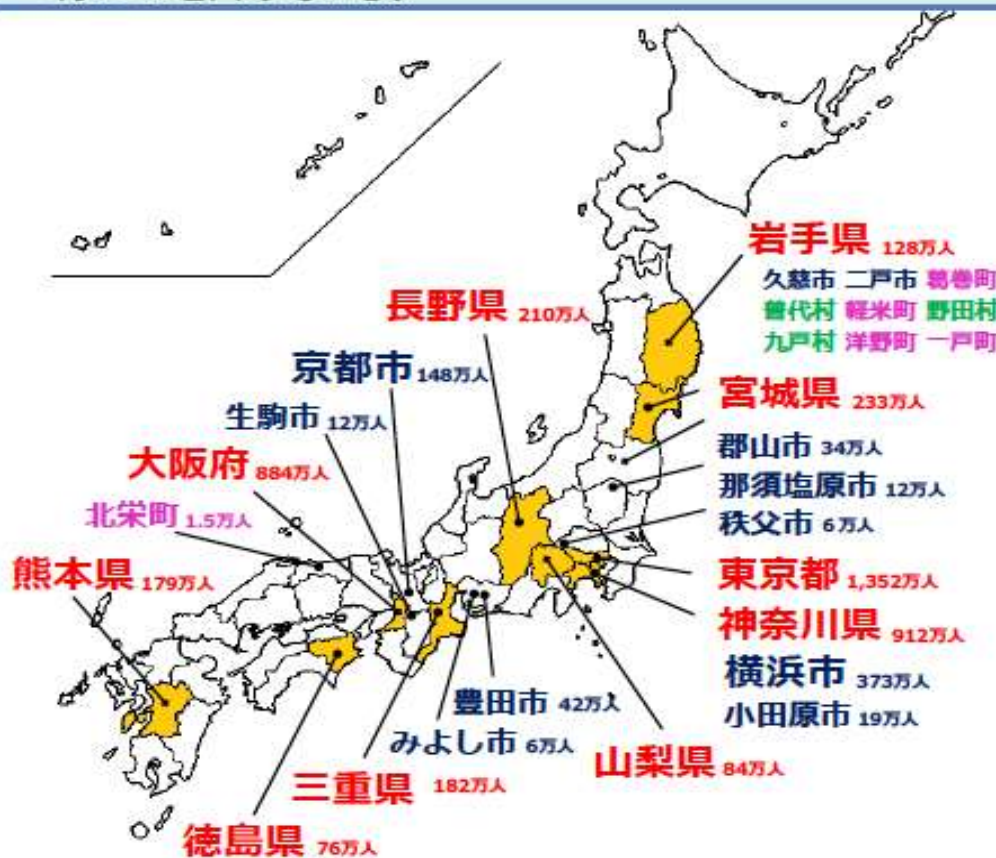 岩手県 128万人
久慈市 二戸市 葛巻町
普代村 軽米町 野田村
九戸村 洋野町 一戸町
長野県 210万人
京都市 148万人
生駒市 12万人
大阪府 884万人
北栄町 1.5万人
熊本県 179万人
宮城県 233万人
郡山市 34万人
那須塩原市 12万人
秩父市 6万人
東京都 1,352万人
神奈川県 912万人
横浜市 373万人
小田原市 19万人
豊田市 42万人
みよし市 6万人
山梨県 84万人
三重県 182万人
徳島県 76万人